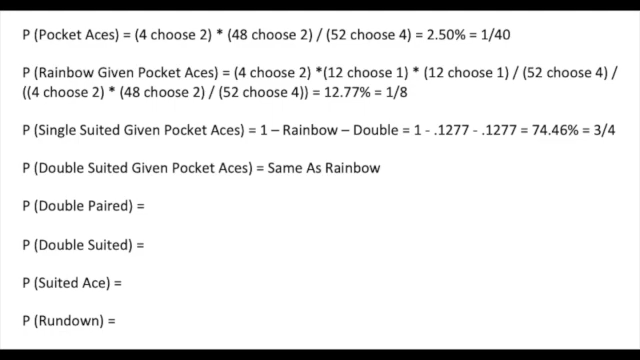 P (Pocket Aces) = (4 choose 2) * (48 choose 2) / (52 choose 4) = 2.50% = 1/40
P (Rainbow Given Pocket Aces) = (4 choose 2) *(12 choose 1) * (12 choose 1) / (52 choose 4) /
((4 choose 2) * (48 choose 2) / (52 choose 4)) = 12.77% = 1/8
P (Single Suited Given Pocket Aces) = 1 – Rainbow – Double = 1 - .1277 - .1277 = 74.46% = 3/4
P (Double Suited Given Pocket Aces) = Same As Rainbow
P (Double Paired) =
P (Double Suited) =
P (Suited Ace) =
P (Rundown) =